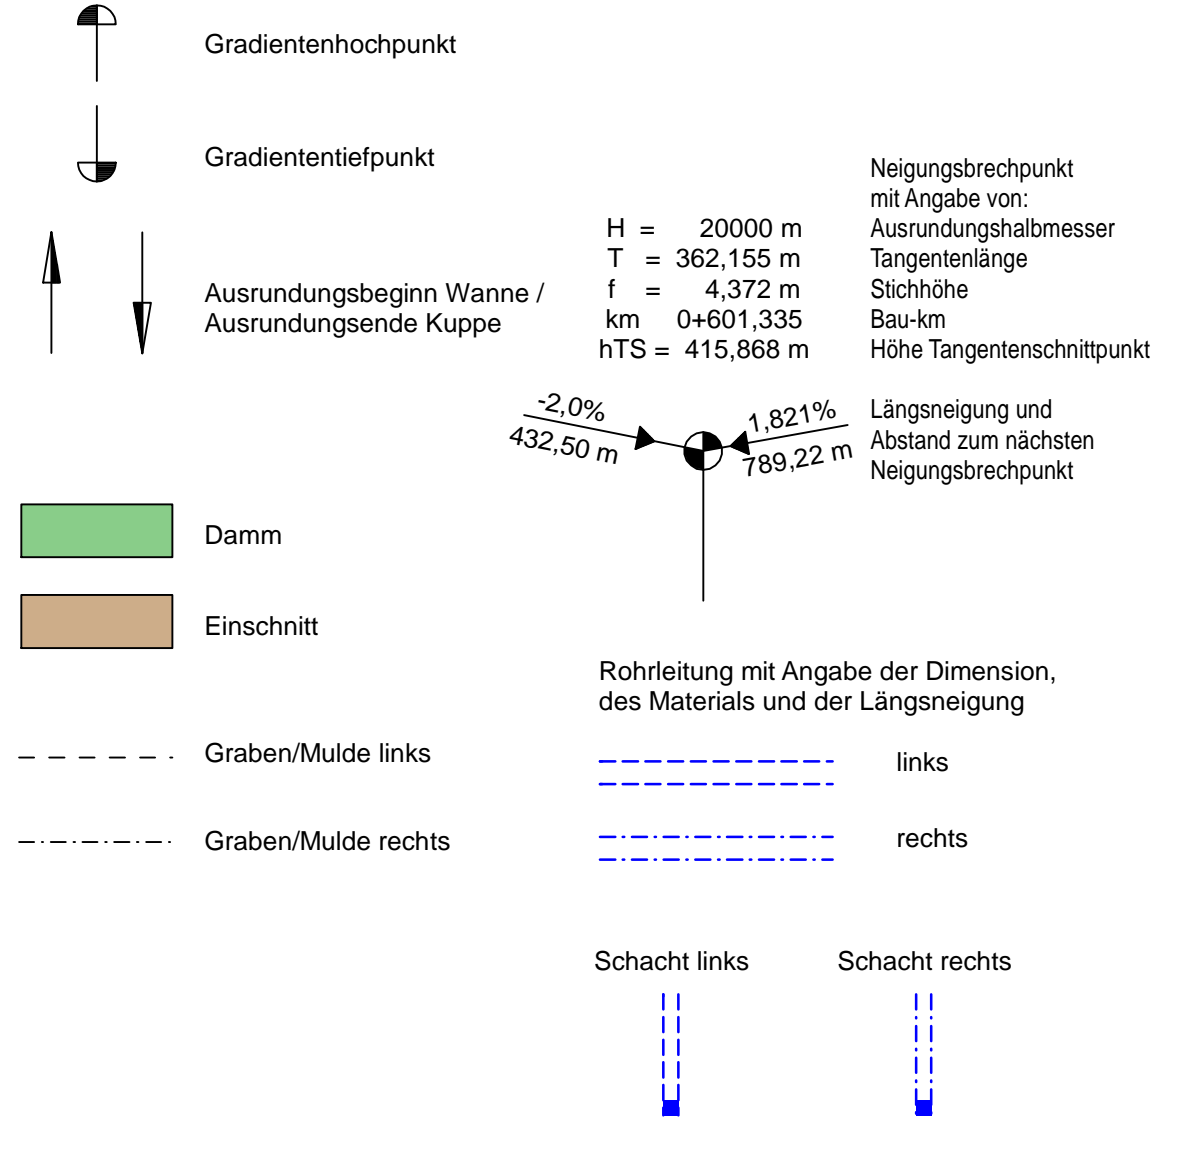 Gradientenhochpunkt
Gradiententiefpunkt
Ausrundungsbeginn Wanne /
Ausrundungsende Kuppe
Neigungsbrechpunkt
mit Angabe von:
H = 20000 m Ausrundungshalbmesser
T = 362,155 m Tangentenlänge
f = 4,372 m Stichhöhe
km 0+601,335 Bau-km
hTS = 415,868 m Höhe Tangentenschnittpunkt
-2,0%
432,50 m
1,821%
789,22 m
Längsneigung und
Abstand zum nächsten
Neigungsbrechpunkt
Damm
Einschnitt
Rohrleitung mit Angabe der Dimension,
des Materials und der Längsneigung
Graben/Mulde links
links
Graben/Mulde rechts
rechts
Schacht links
Schacht rechts